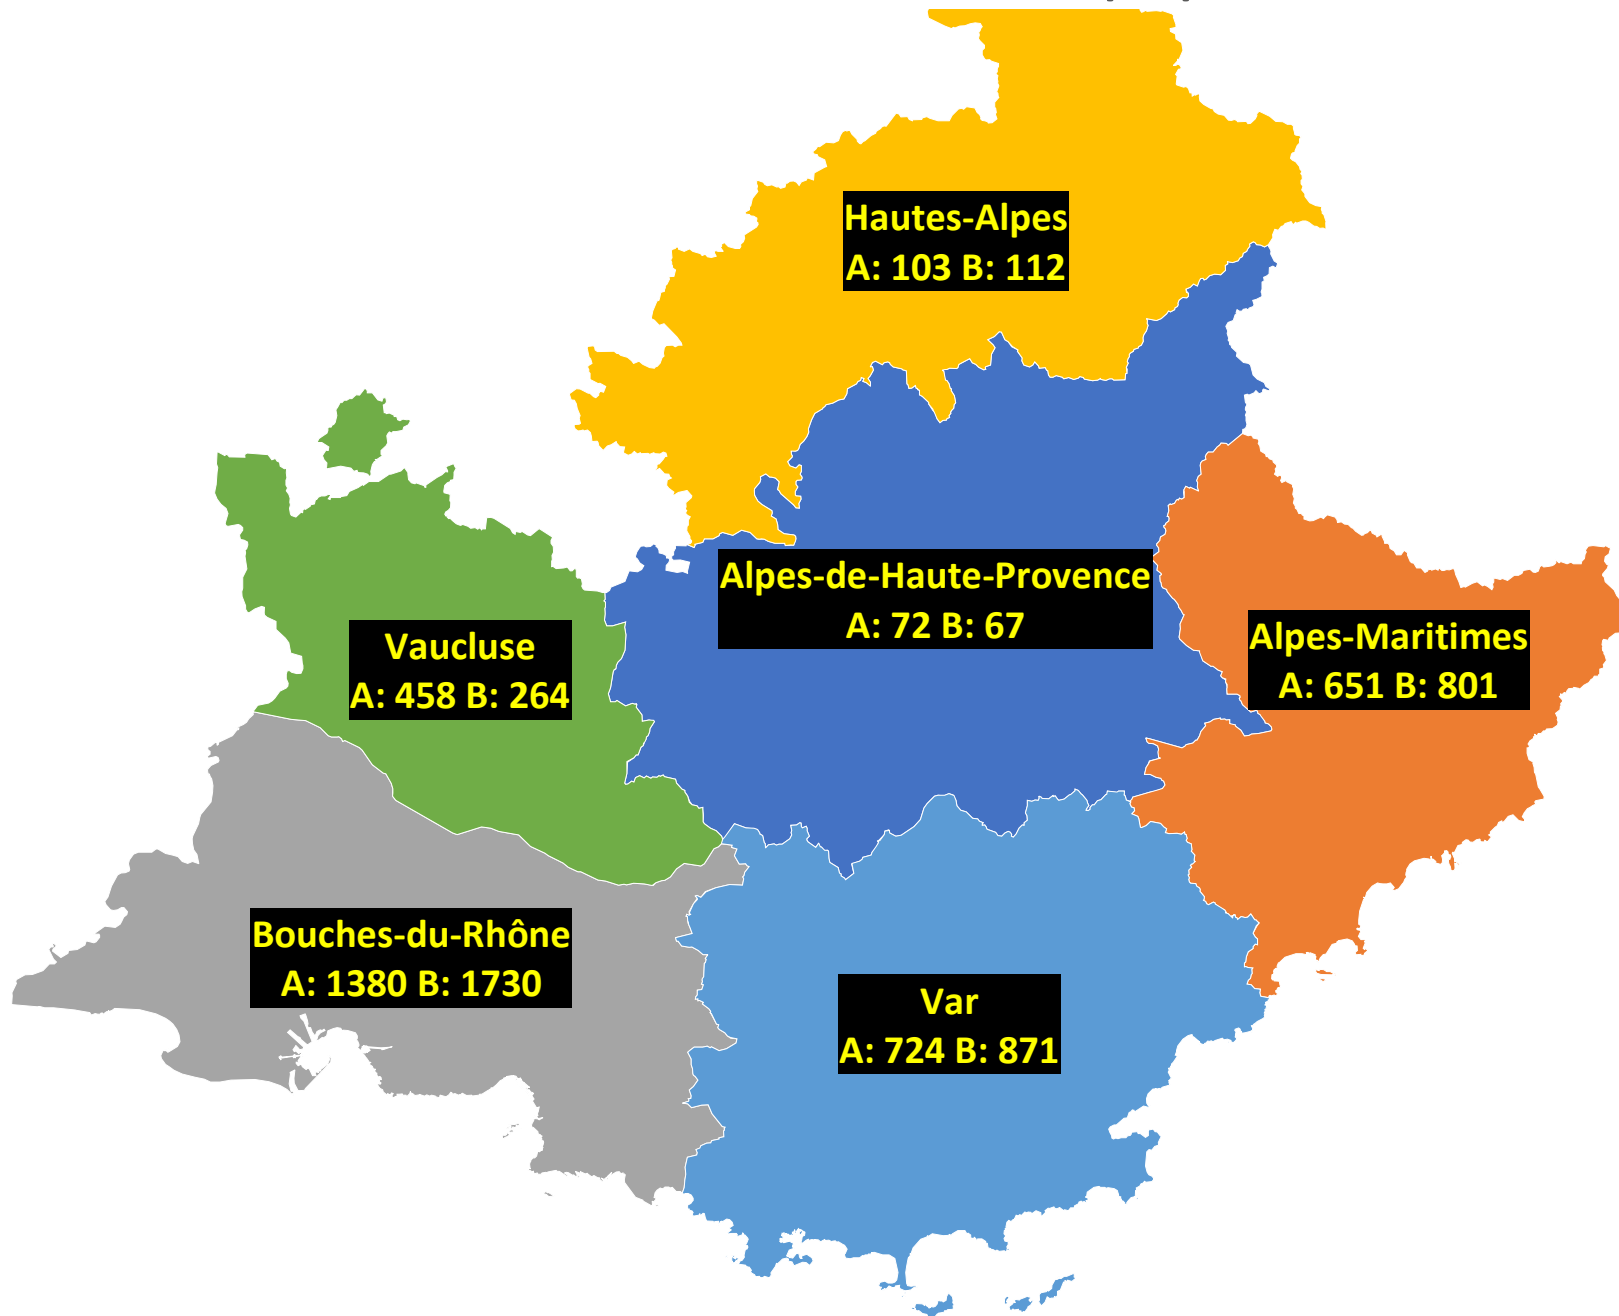 Hautes-Alpes
A: 103 B: 112
Alpes-de-Haute-Provence
A: 72 B: 67
Alpes-Maritimes
A: 651 B: 801
Vaucluse
A: 458 B: 264
Bouches-du-Rhône
A: 1380 B: 1730
Var
A: 724 B: 871